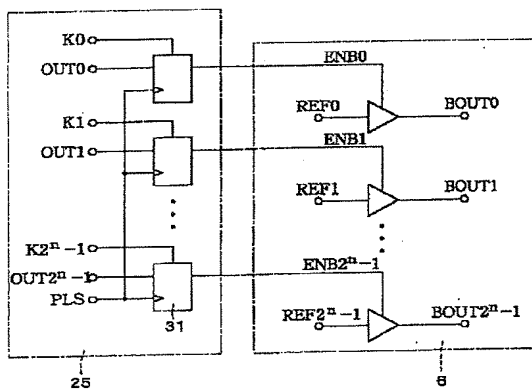 K0
ENB0
OUT0
REF0
BOUT0
K1
ENB1
OUT1
REF1
BOUT1
K2ⁿ-1
OUT2ⁿ-1
ENB2ⁿ-1
PLS
31
REF2ⁿ-1
BOUT2ⁿ-1
25
6